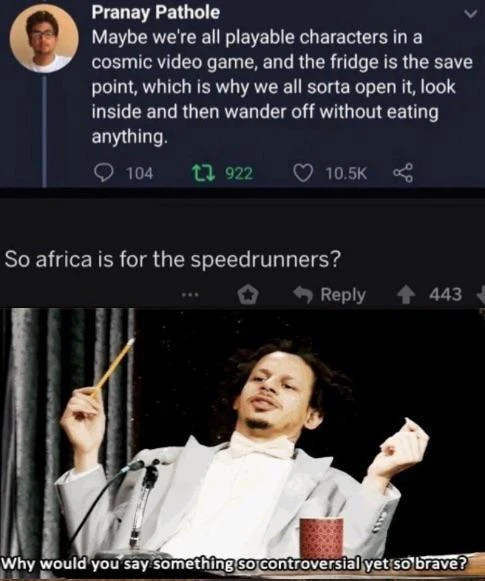 Pranay Pathole
Maybe we're all playable characters in a
cosmic video game, and the fridge is the save
point, which is why we all sorta open it, look
inside and then wander off without eating
anything.
104 922 10.5K
So africa is for the speedrunners?
... Reply 443
Why would you say something so controversial yet so brave?